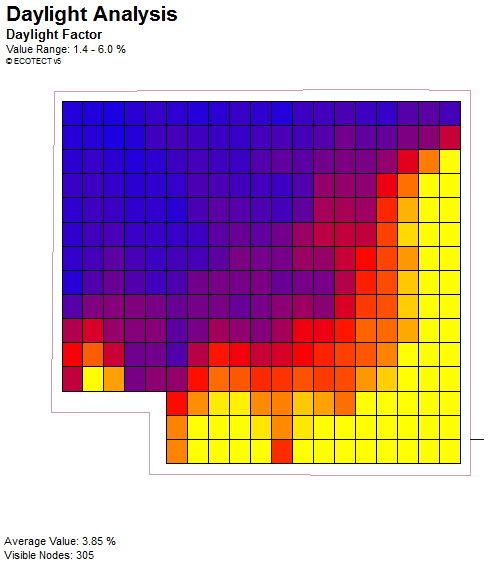 Daylight Analysis
Daylight Factor
Value Range: 1.4 - 6.0 %
© ECOTECT v5
Average Value: 3.85 %
Visible Nodes: 305